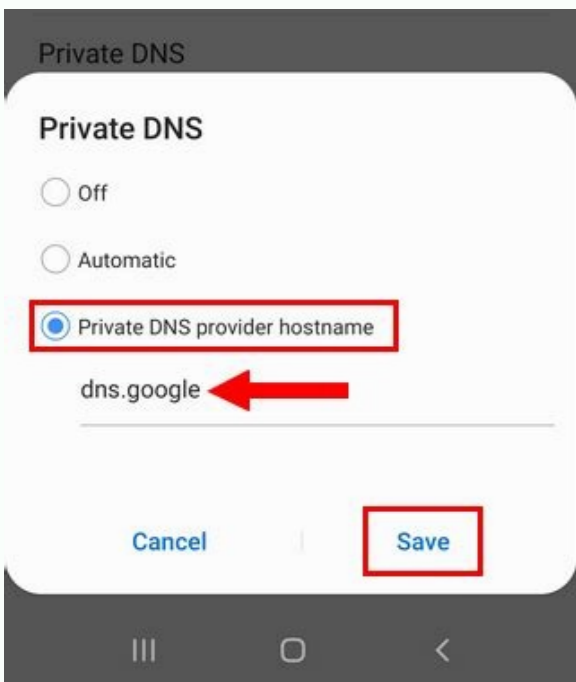 Private DNS
Private DNS
Off
Automatic
Private DNS provider hostname
dns.google
Cancel
Save